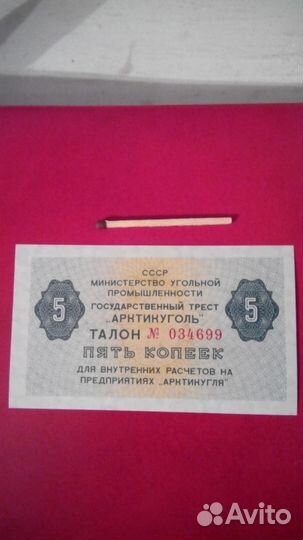 СССР
МИНИСТЕРСТВО УГОЛЬНОЙ
ПРОМЫШЛЕННОСТИ
ГОСУДАРСТВЕННЫЙ ТРЕСТ
„АРКТИКУГОЛЬ"
5 5
ТАЛОН № 034699
ПЯТЬ КОПЕЕК
ДЛЯ ВНУТРЕННИХ РАСЧЕТОВ НА
ПРЕДПРИЯТИЯХ „АРКТИКУГЛЯ"
Avito